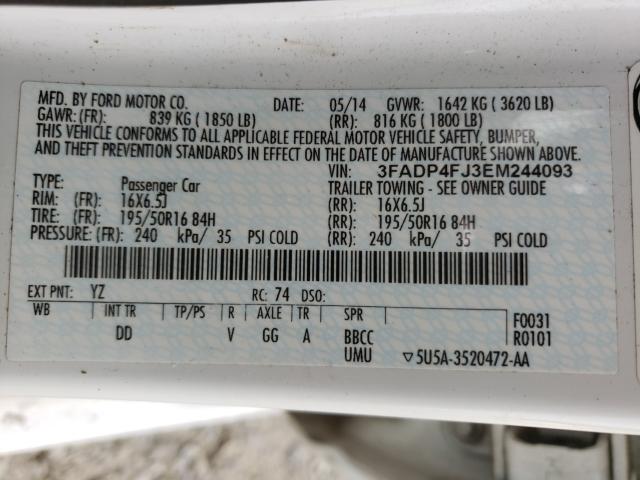 MFD. BY FORD MOTOR CO. DATE: 05/14 GVWR: 1642 KG ( 3620 LB)
GAWR: (FR): 839 KG ( 1850 LB) (RR): 816 KG ( 1800 LB)
THIS VEHICLE CONFORMS TO ALL APPLICABLE FEDERAL MOTOR VEHICLE SAFETY, BUMPER,
AND THEFT PREVENTION STANDARDS IN EFFECT ON THE DATE OF MANUFACTURE SHOWN ABOVE.
VIN: 3FADP4FJ3EM244093
TYPE: Passenger Car TRAILER TOWING - SEE OWNER GUIDE
RIM: (FR): 16X6.5J (RR): 16X6.5J
TIRE: (FR): 195/50R16 84H (RR): 195/50R16 84H
PRESSURE: (FR): 240 kPa/ 35 PSI COLD (RR): 240 kPa/ 35 PSI COLD
EXT PNT: YZ RC: 74 DSO:
WB INT TR TP/PS R AXLE TR SPR F0031
DD V GG A BBCC R0101
UMU ▽5U5A-3520472-AA